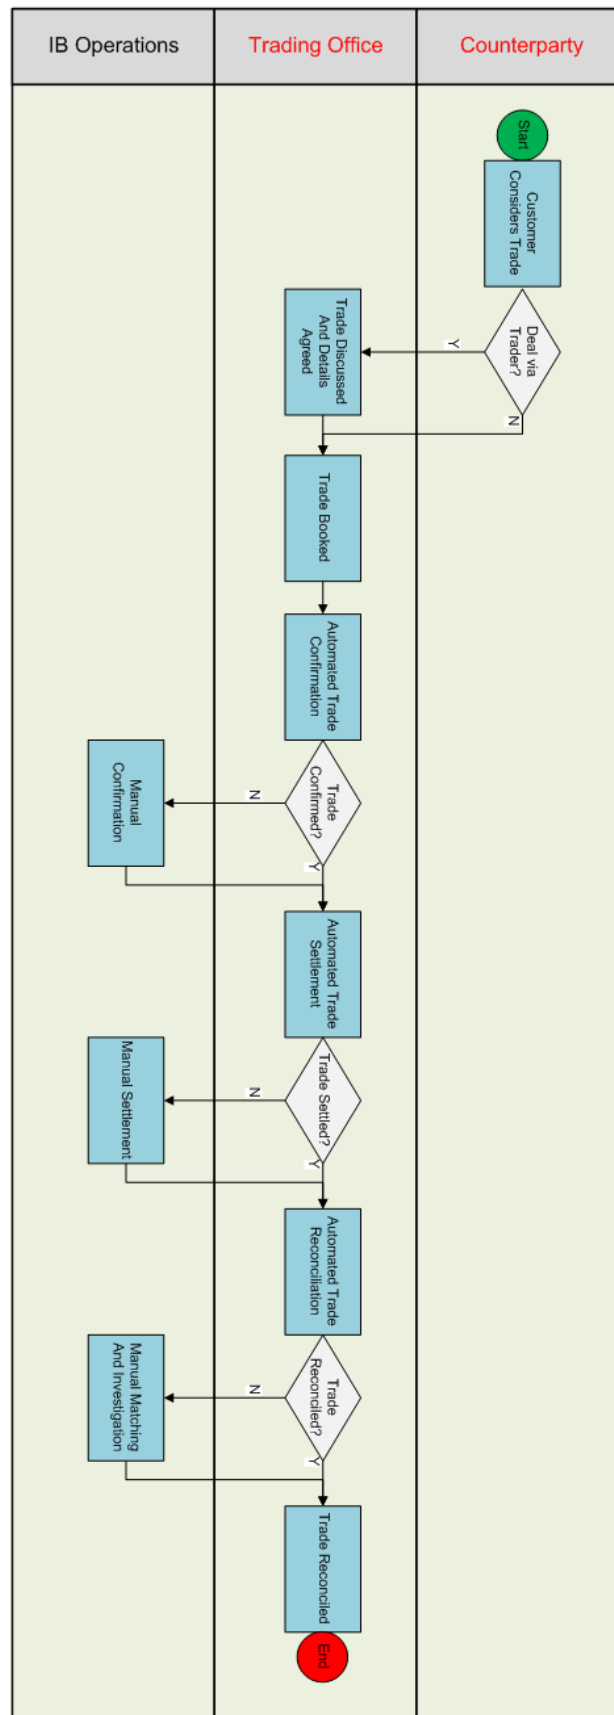 IB Operations
Trading Office
Counterparty
Start
Customer
Considers Trade
Deal via
Trader?
Y
N
Trade Discussed
And Details
Agreed
Trade Booked
Automated Trade
Confirmation
Trade
Confirmed?
N
Y
Manual
Confirmation
Automated Trade
Settlement
Trade Settled?
N
Y
Manual Settlement
Automated Trade
Reconciliation
Trade
Reconciled?
N
Y
Manual Matching
And Investigation
Trade Reconciled
End